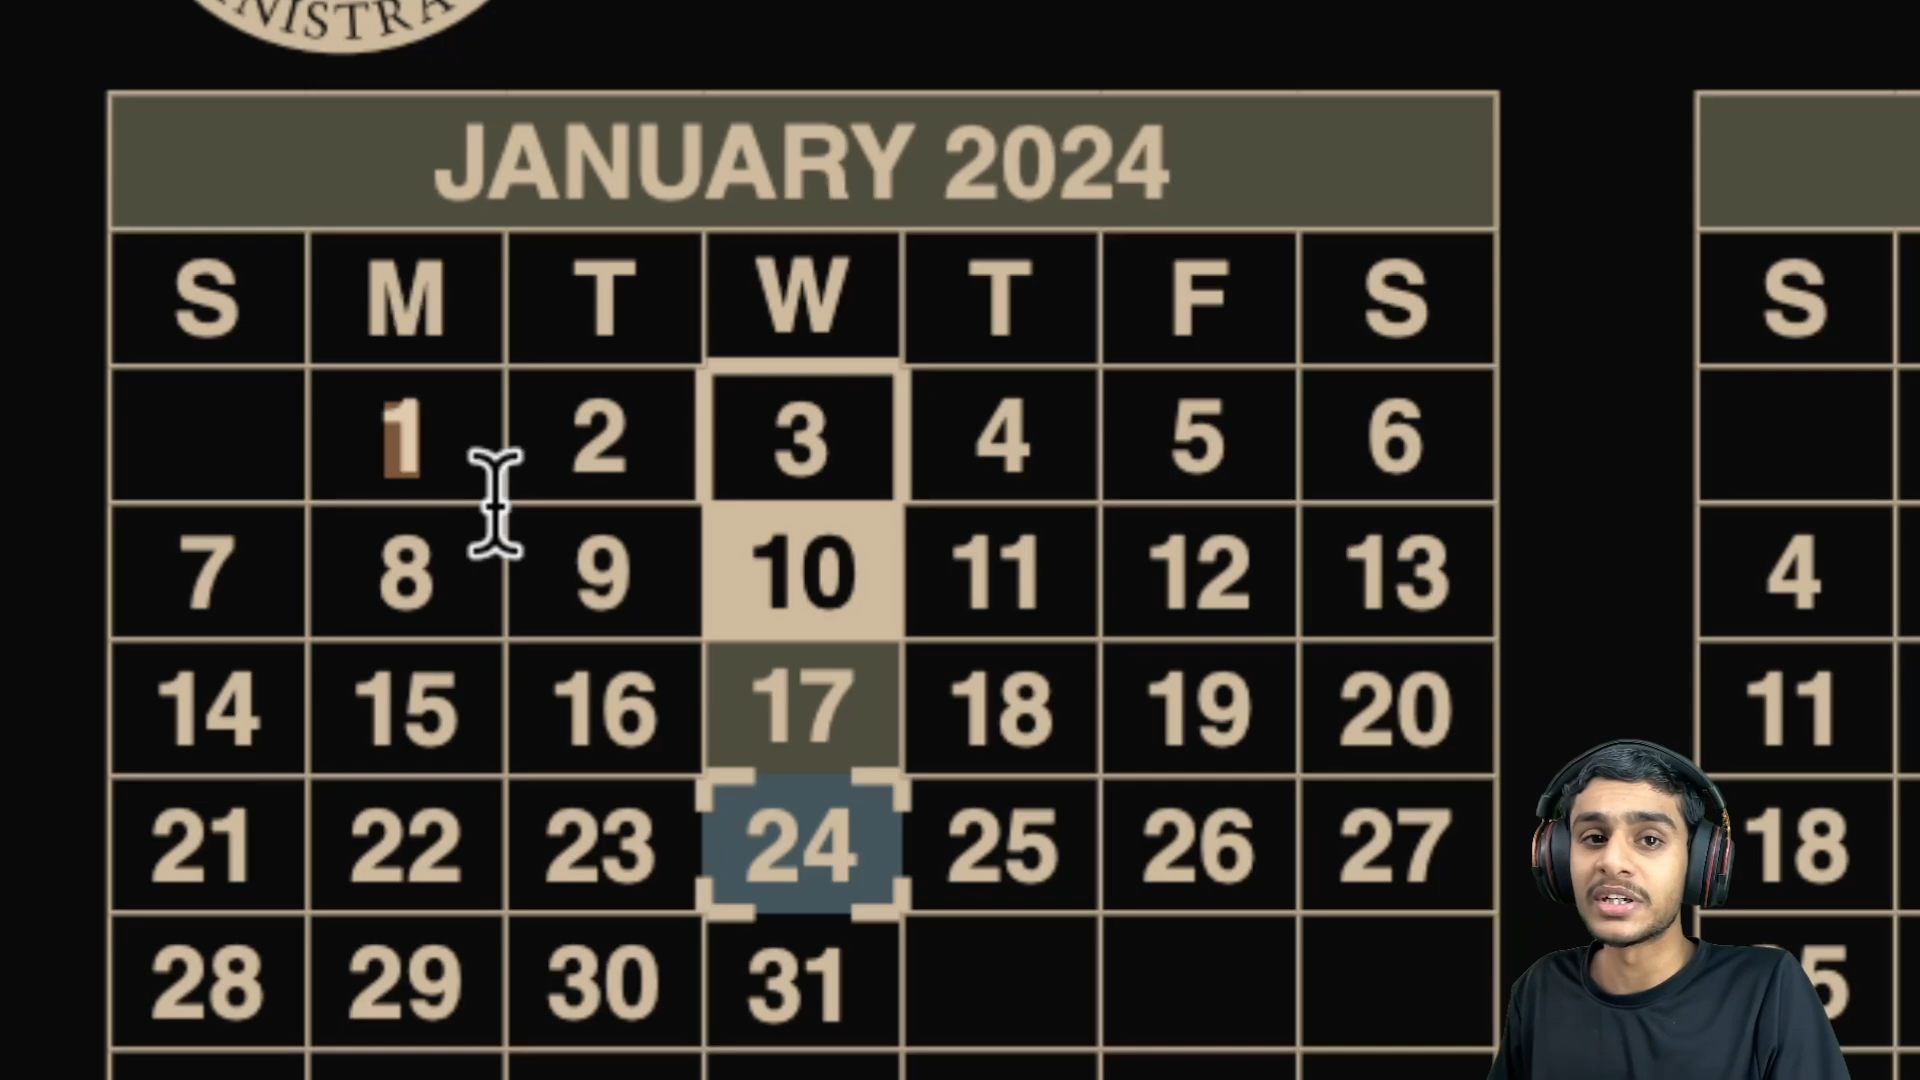 NISTRA
JANUARY 2024
S M T W T F S
1 2 3 4 5 6
7 8 9 10 11 12 13
14 15 16 17 18 19 20
21 22 23 24 25 26 27
28 29 30 31
S
4
11
18
5